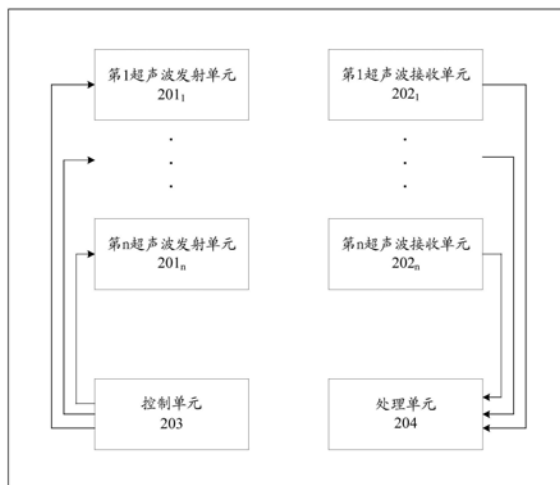 第1超声波发射单元
201₁
第1超声波接收单元
202₁
第n超声波发射单元
201ₙ
第n超声波接收单元
202ₙ
控制单元
203
处理单元
204